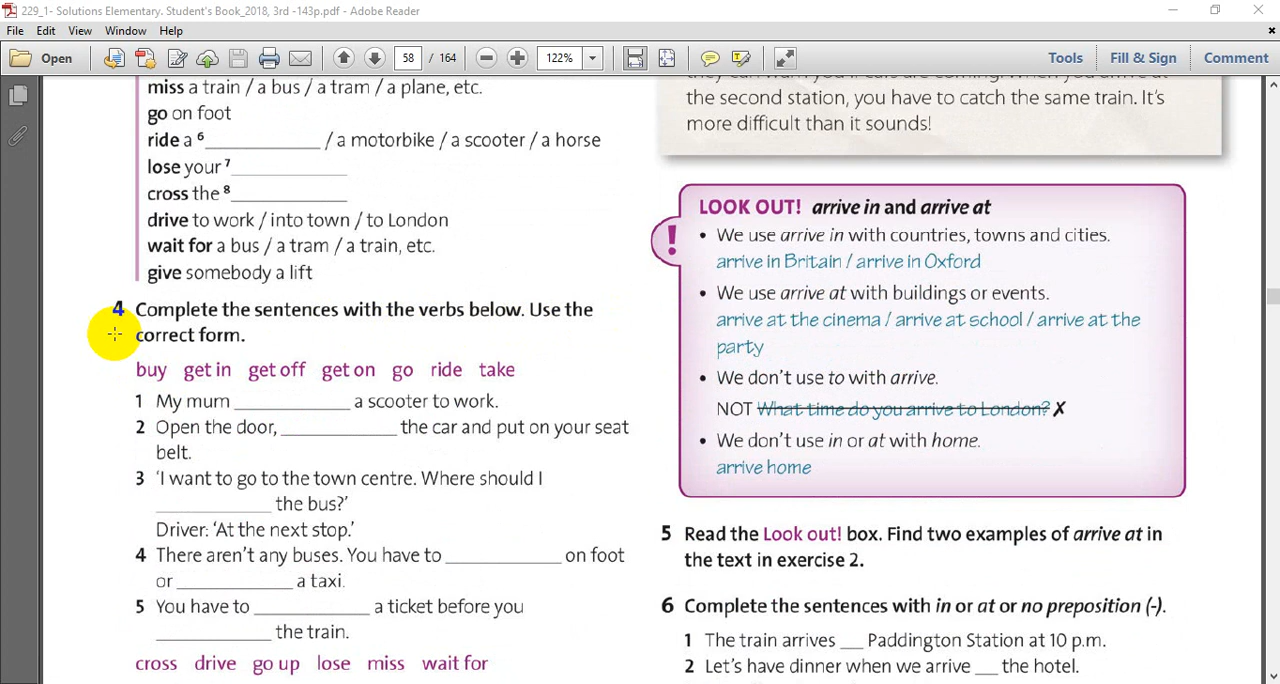 229_1- Solutions Elementary. Student's Book_2018, 3rd -143p.pdf - Adobe Reader
File Edit View Window Help
Open 58 / 164 122% Tools Fill & Sign Comment
miss a train / a bus / a tram / a plane, etc.
go on foot
ride a 6____________ / a motorbike / a scooter / a horse
lose your 7____________
cross the 8____________
drive to work / into town / to London
wait for a bus / a tram / a train, etc.
give somebody a lift
4 Complete the sentences with the verbs below. Use the
correct form.
buy get in get off get on go ride take
1 My mum ____________ a scooter to work.
2 Open the door, ____________ the car and put on your seat
belt.
3 'I want to go to the town centre. Where should I
____________ the bus?'
Driver: 'At the next stop.'
4 There aren't any buses. You have to ____________ on foot
or ____________ a taxi.
5 You have to ____________ a ticket before you
____________ the train.
cross drive go up lose miss wait for
the second station, you have to catch the same train. It's
more difficult than it sounds!
LOOK OUT! arrive in and arrive at
! • We use arrive in with countries, towns and cities.
arrive in Britain / arrive in Oxford
• We use arrive at with buildings or events.
arrive at the cinema / arrive at school / arrive at the
party
• We don't use to with arrive.
NOT What time do you arrive to London? ✗
• We don't use in or at with home.
arrive home
5 Read the Look out! box. Find two examples of arrive at in
the text in exercise 2.
6 Complete the sentences with in or at or no preposition (-).
1 The train arrives __ Paddington Station at 10 p.m.
2 Let's have dinner when we arrive __ the hotel.